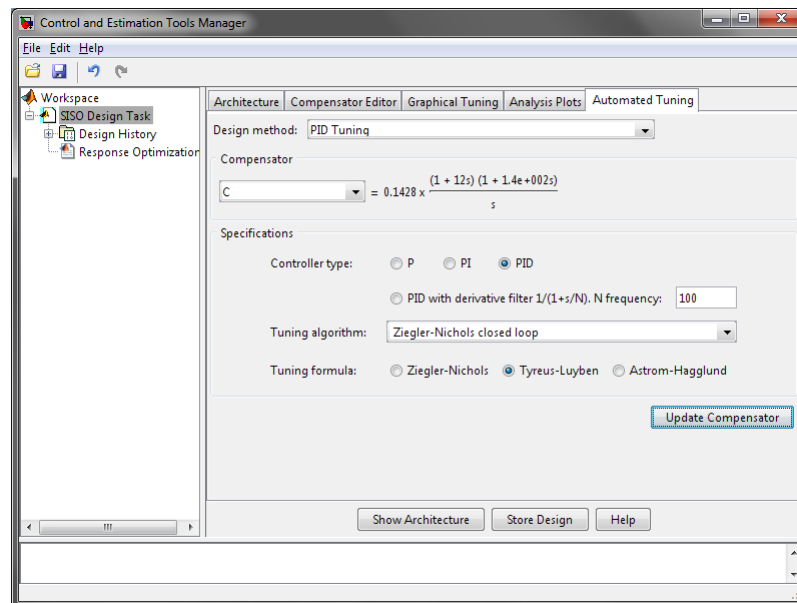 Control and Estimation Tools Manager
File Edit Help
Workspace
SISO Design Task
Design History
Response Optimization
Architecture Compensator Editor Graphical Tuning Analysis Plots Automated Tuning
Design method: PID Tuning
Compensator
C = 0.1428 x (1 + 12s) (1 + 1.4e+002s)
s
Specifications
Controller type: P PI PID
PID with derivative filter 1/(1+s/N). N frequency: 100
Tuning algorithm: Ziegler-Nichols closed loop
Tuning formula: Ziegler-Nichols Tyreus-Luyben Astrom-Hagglund
Update Compensator
Show Architecture Store Design Help